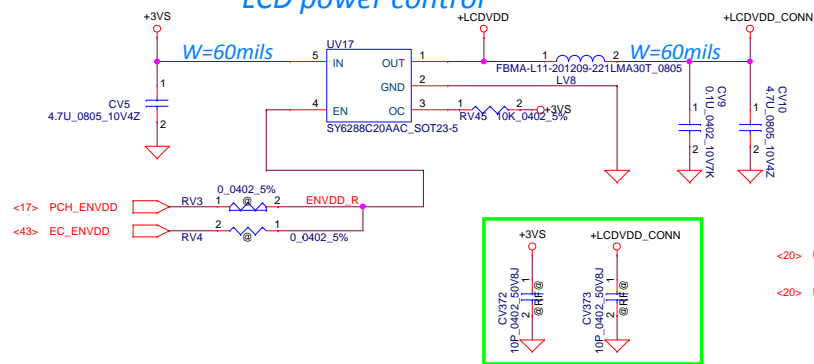 LCD power control
+3VS
+LCDVDD
+LCDVDD_CONN
W=60mils
UV17
5
IN
OUT
1
1
2
W=60mils
FBMA-L11-201209-221LMA30T_0805
LV8
GND
2
4
EN
OC
3
1
2
+3VS
RV45
10K_0402_5%
SY6288C20AAC_SOT23-5
1
CV5
4.7U_0805_10V4Z
2
1
CV9
0.1U_0402_10V7K
2
1
CV10
4.7U_0805_10V4Z
2
0_0402_5%
<17>
PCH_ENVDD
RV3
1
@
2
ENVDD_R
<43>
EC_ENVDD
RV4
2
@
1
0_0402_5%
+3VS
+LCDVDD_CONN
1
CV372
10P_0402_50V8J
2
@RF@
1
CV373
10P_0402_50V8J
2
@RF@
<20>
<20>